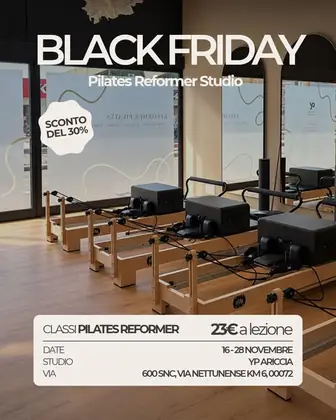 BLACK FRIDAY
Pilates Reformer Studio
SCONTO
DEL 30%
yp
CLASSI PILATES REFORMER 23€ a lezione
DATE 16 - 28 NOVEMBRE
STUDIO YP ARICCIA
VIA 600 SNC, VIA NETTUNENSE KM 6, 00072